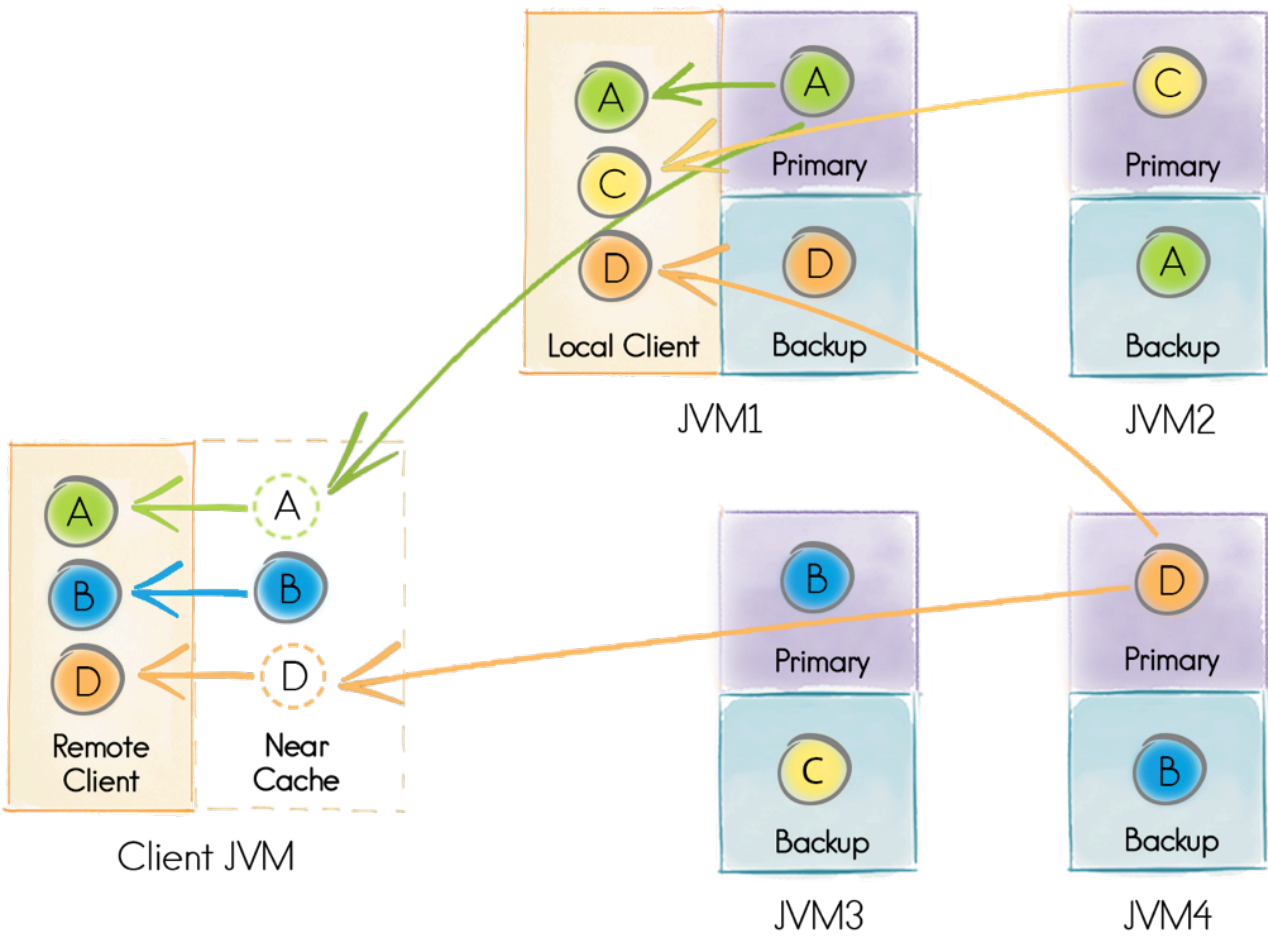 A
A
C
C
Primary
Primary
D
D
A
Local Client
Backup
Backup
JVM1
JVM2
A
A
B
B
D
D
Remote
Client
Near
Cache
Client JVM
B
D
Primary
Primary
C
B
Backup
Backup
JVM3
JVM4